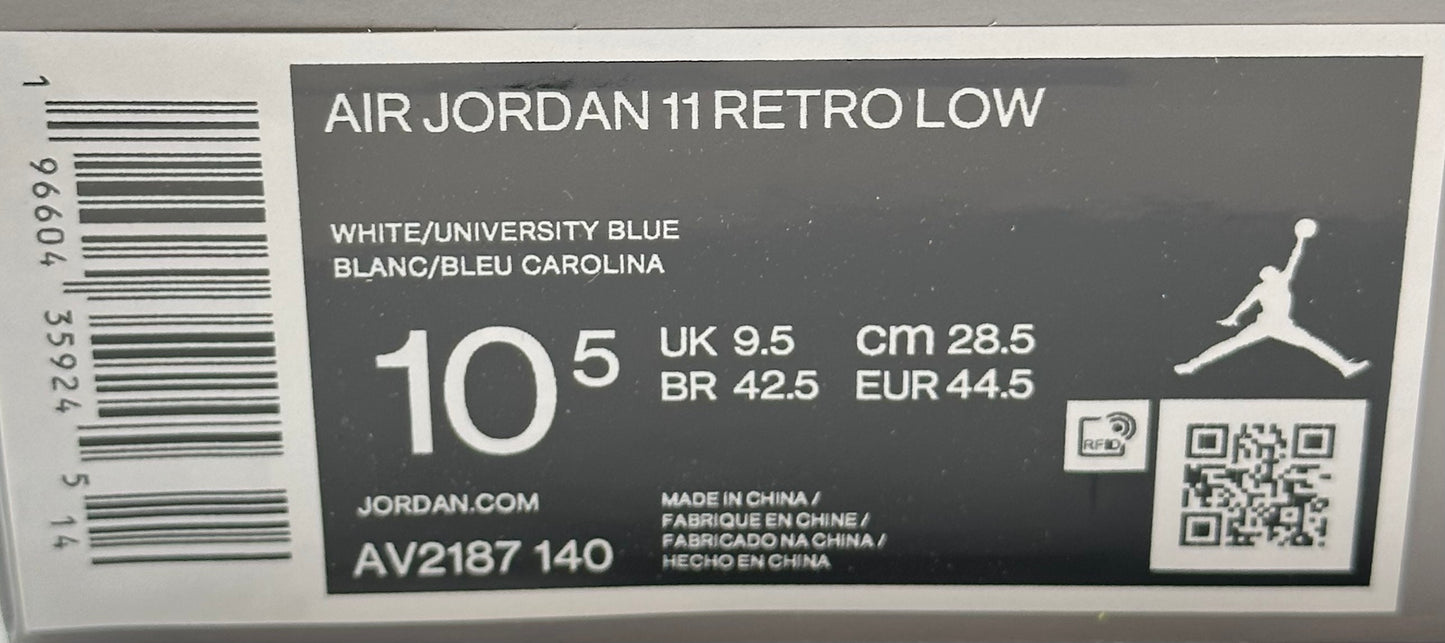 AIR JORDAN 11 RETRO LOW
WHITE/UNIVERSITY BLUE
BLANC/BLEU CAROLINA
10 5
UK 9.5 cm 28.5
BR 42.5 EUR 44.5
RFID
JORDAN.COM
AV2187 140
MADE IN CHINA /
FABRIQUE EN CHINE /
FABRICADO NA CHINA /
HECHO EN CHINA
1 96604 35924 5 14